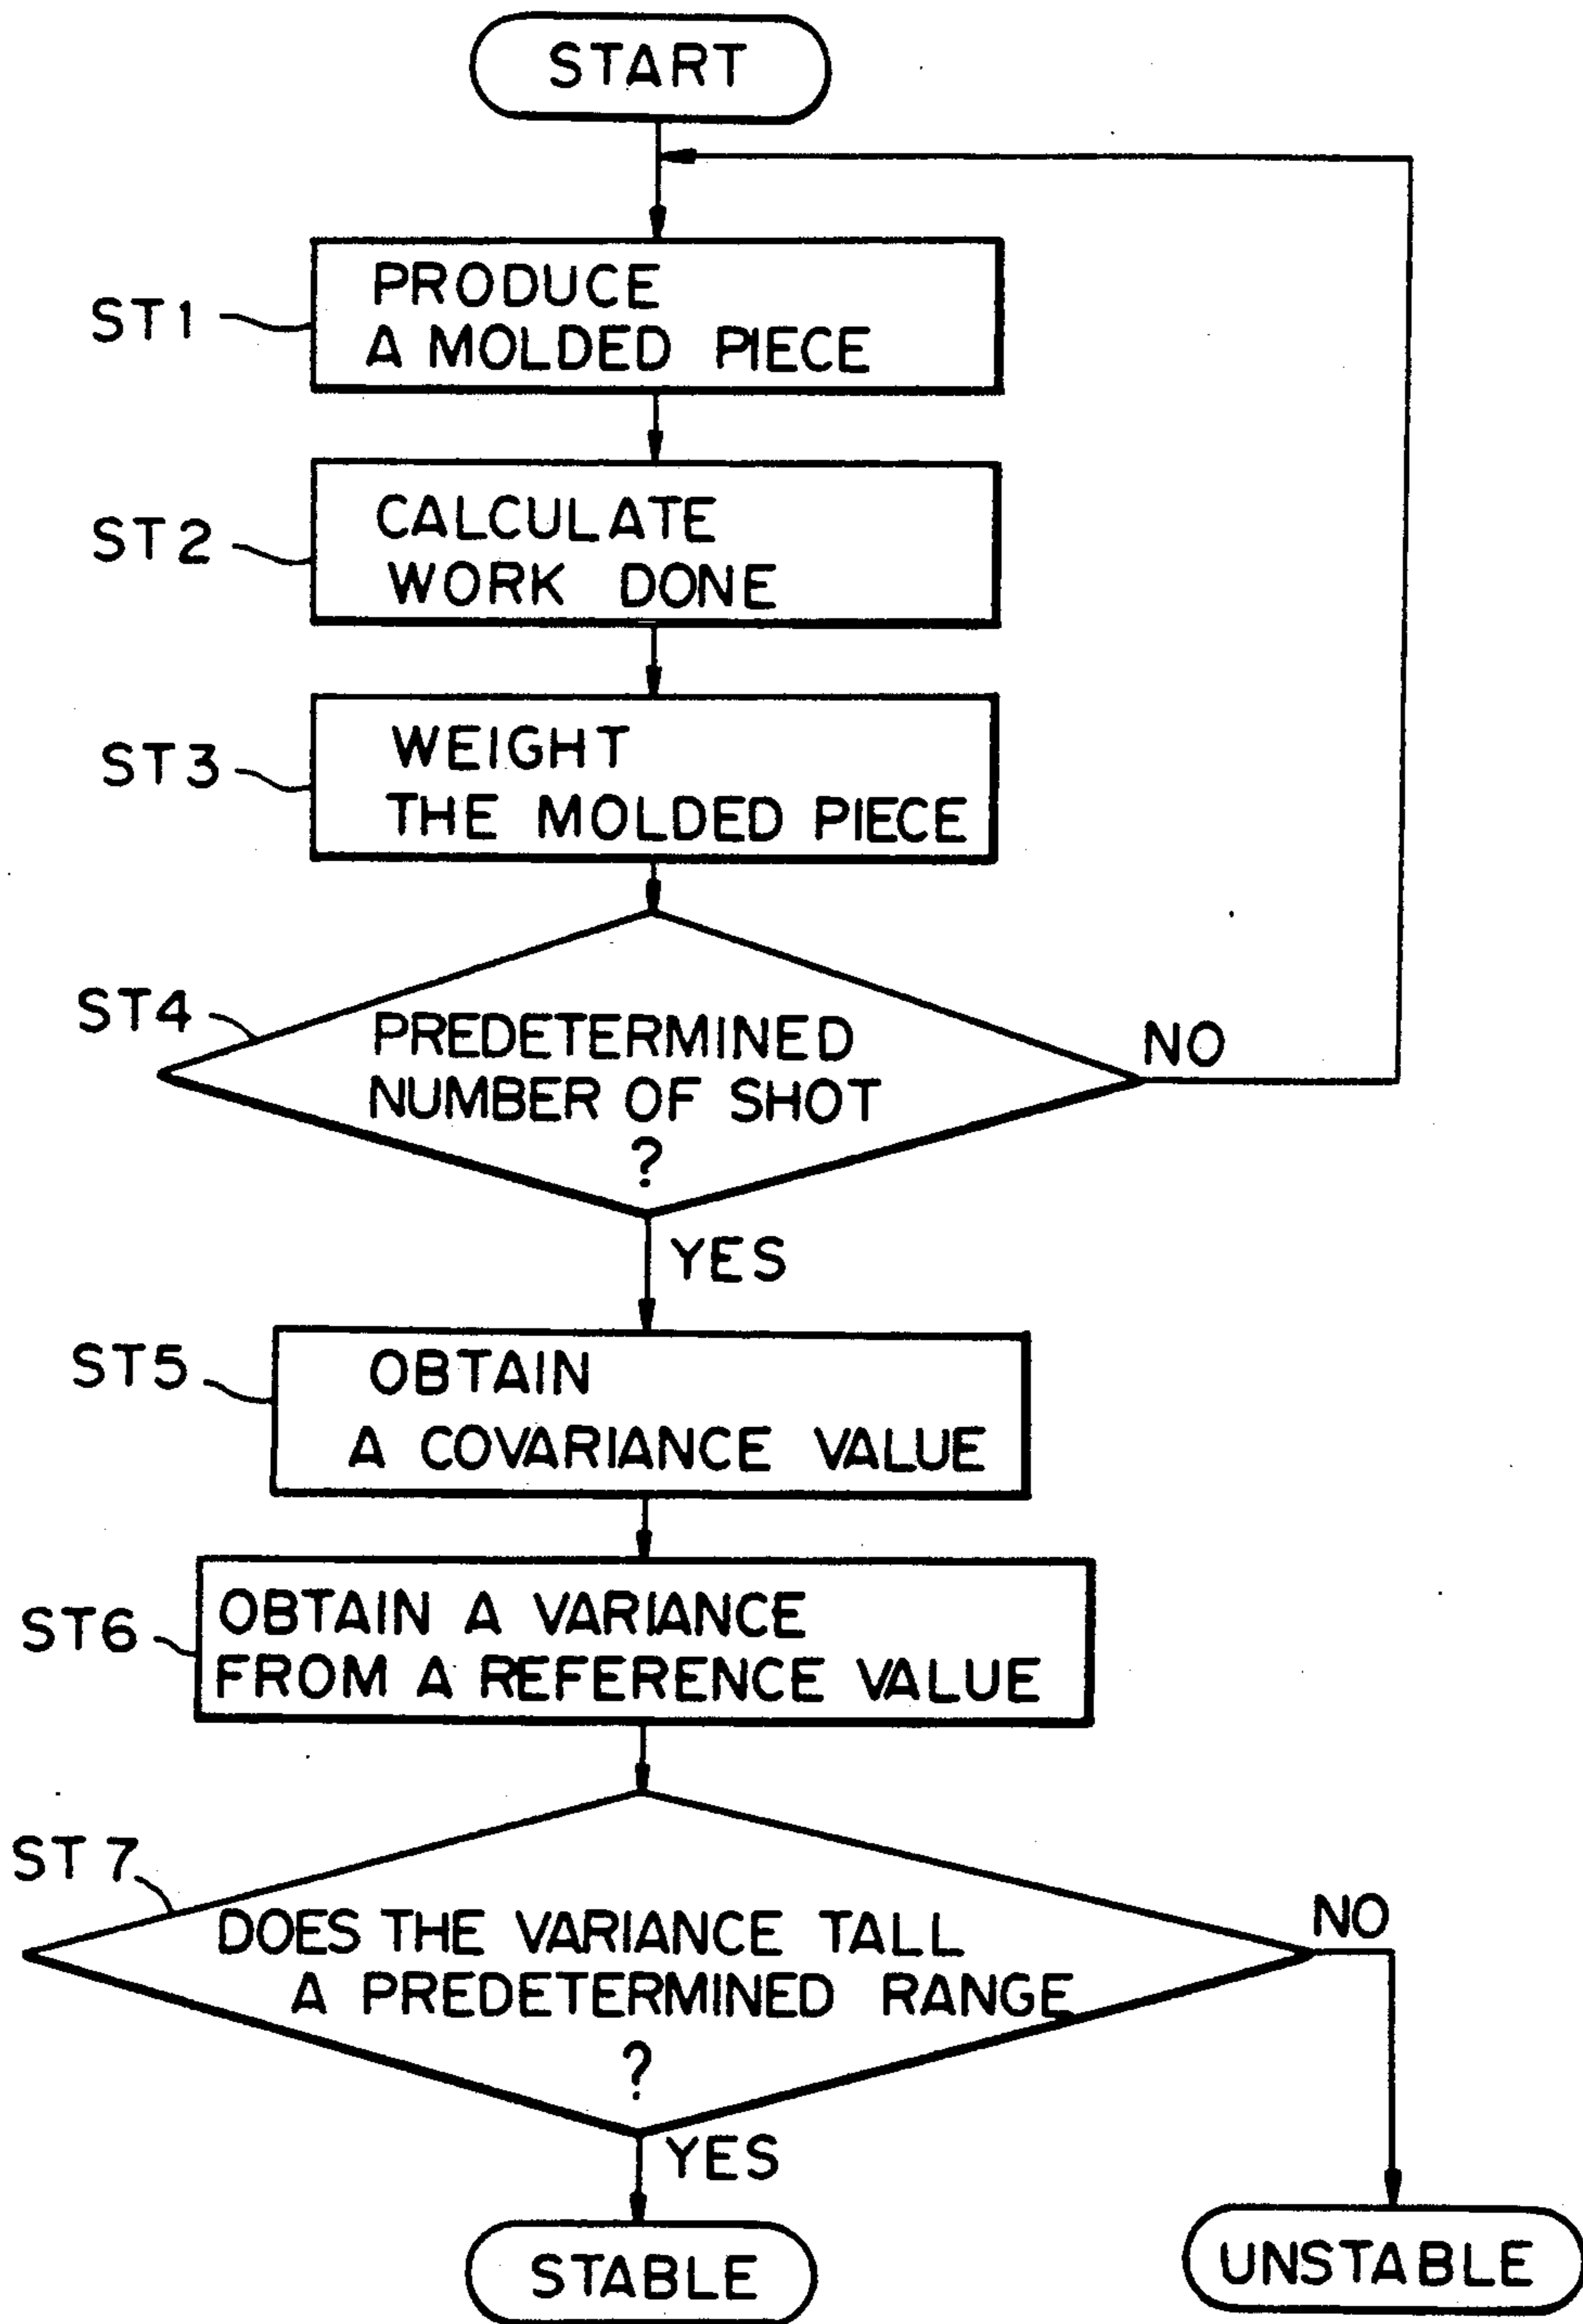 START
ST1
PRODUCE
A MOLDED PIECE
ST2
CALCULATE
WORK DONE
ST3
WEIGHT
THE MOLDED PIECE
ST4
PREDETERMINED
NUMBER OF SHOT
?
NO
YES
ST5
OBTAIN
A COVARIANCE VALUE
ST6
OBTAIN A VARIANCE
FROM A REFERENCE VALUE
ST7
DOES THE VARIANCE TALL
A PREDETERMINED RANGE
?
NO
YES
STABLE
UNSTABLE